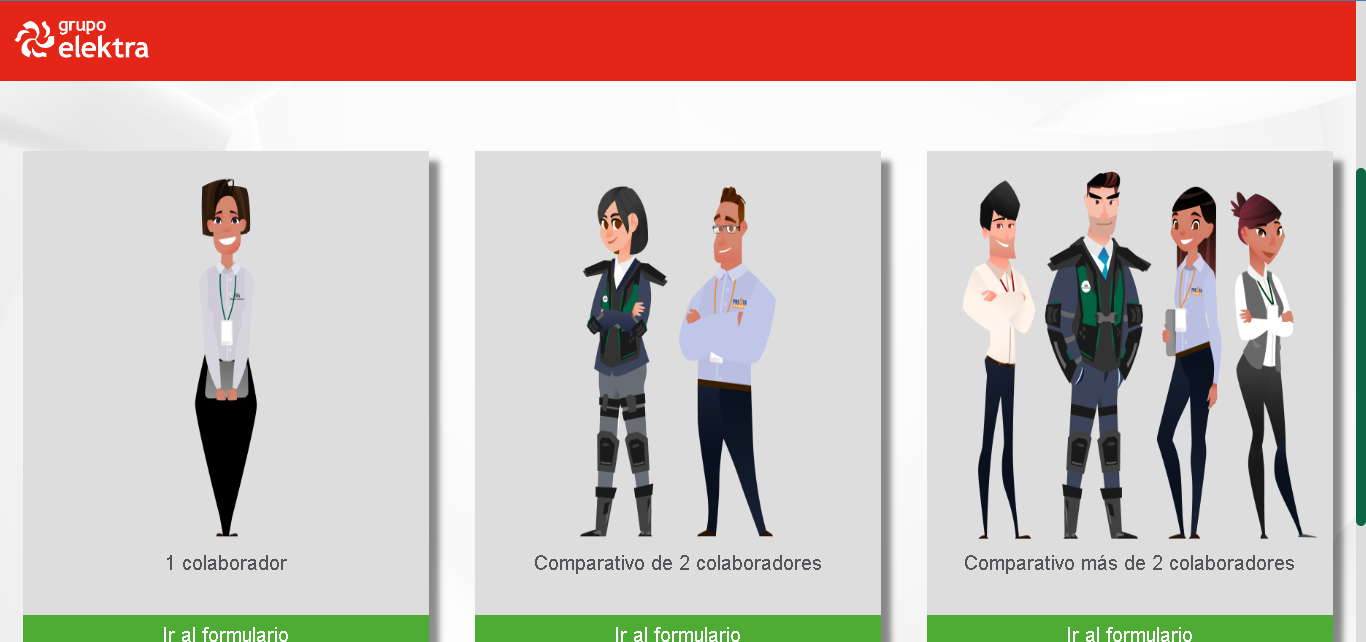 grupo
elektra
1 colaborador
Comparativo de 2 colaboradores
Comparativo más de 2 colaboradores
Ir al formulario
Ir al formulario
Ir al formulario